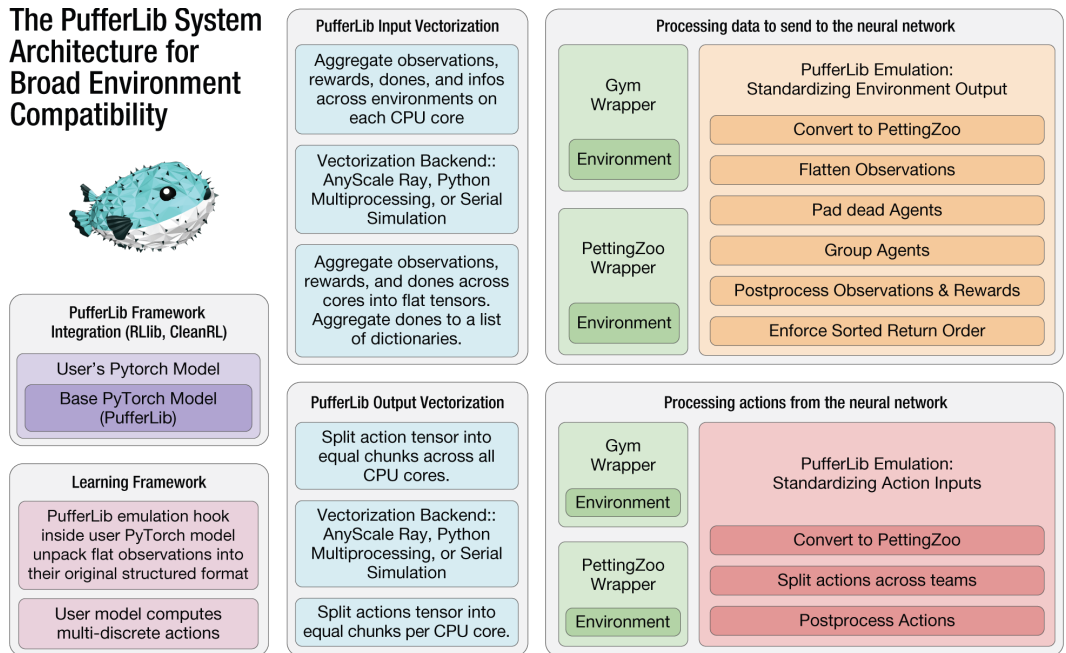 The PufferLib System
Architecture for
Broad Environment
Compatibility
PufferLib Framework
Integration (RLlib, CleanRL)
User's Pytorch Model
Base PyTorch Model
(PufferLib)
Learning Framework
PufferLib emulation hook
inside user PyTorch model
unpack flat observations into
their original structured format
User model computes
multi-discrete actions
PufferLib Input Vectorization
Aggregate observations,
rewards, dones, and infos
across environments on
each CPU core
Vectorization Backend::
AnyScale Ray, Python
Multiprocessing, or Serial
Simulation
Aggregate observations,
rewards, and dones across
cores into flat tensors.
Aggregate dones to a list
of dictionaries.
PufferLib Output Vectorization
Split action tensor into
equal chunks across all
CPU cores.
Vectorization Backend::
AnyScale Ray, Python
Multiprocessing, or Serial
Simulation
Split actions tensor into
equal chunks per CPU core.
Processing data to send to the neural network
Gym
Wrapper
Environment
PettingZoo
Wrapper
Environment
PufferLib Emulation:
Standardizing Environment Output
Convert to PettingZoo
Flatten Observations
Pad dead Agents
Group Agents
Postprocess Observations & Rewards
Enforce Sorted Return Order
Processing actions from the neural network
Gym
Wrapper
Environment
PettingZoo
Wrapper
Environment
PufferLib Emulation:
Standardizing Action Inputs
Convert to PettingZoo
Split actions across teams
Postprocess Actions